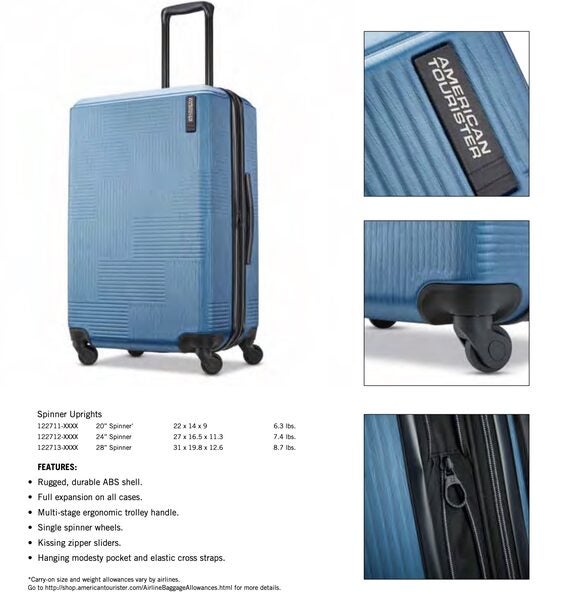 AMERICAN
TOURISTER
Spinner Uprights
122711-XXXX 20" Spinner* 22 x 14 x 9 6.3 lbs.
122712-XXXX 24" Spinner 27 x 16.5 x 11.3 7.4 lbs.
122713-XXXX 28" Spinner 31 x 19.8 x 12.6 8.7 lbs.
FEATURES:
• Rugged, durable ABS shell.
• Full expansion on all cases.
• Multi-stage ergonomic trolley handle.
• Single spinner wheels.
• Kissing zipper sliders.
• Hanging modesty pocket and elastic cross straps.
*Carry-on size and weight allowances vary by airlines.
Go to http://shop.americantourister.com/AirlineBaggageAllowances.html for more details.